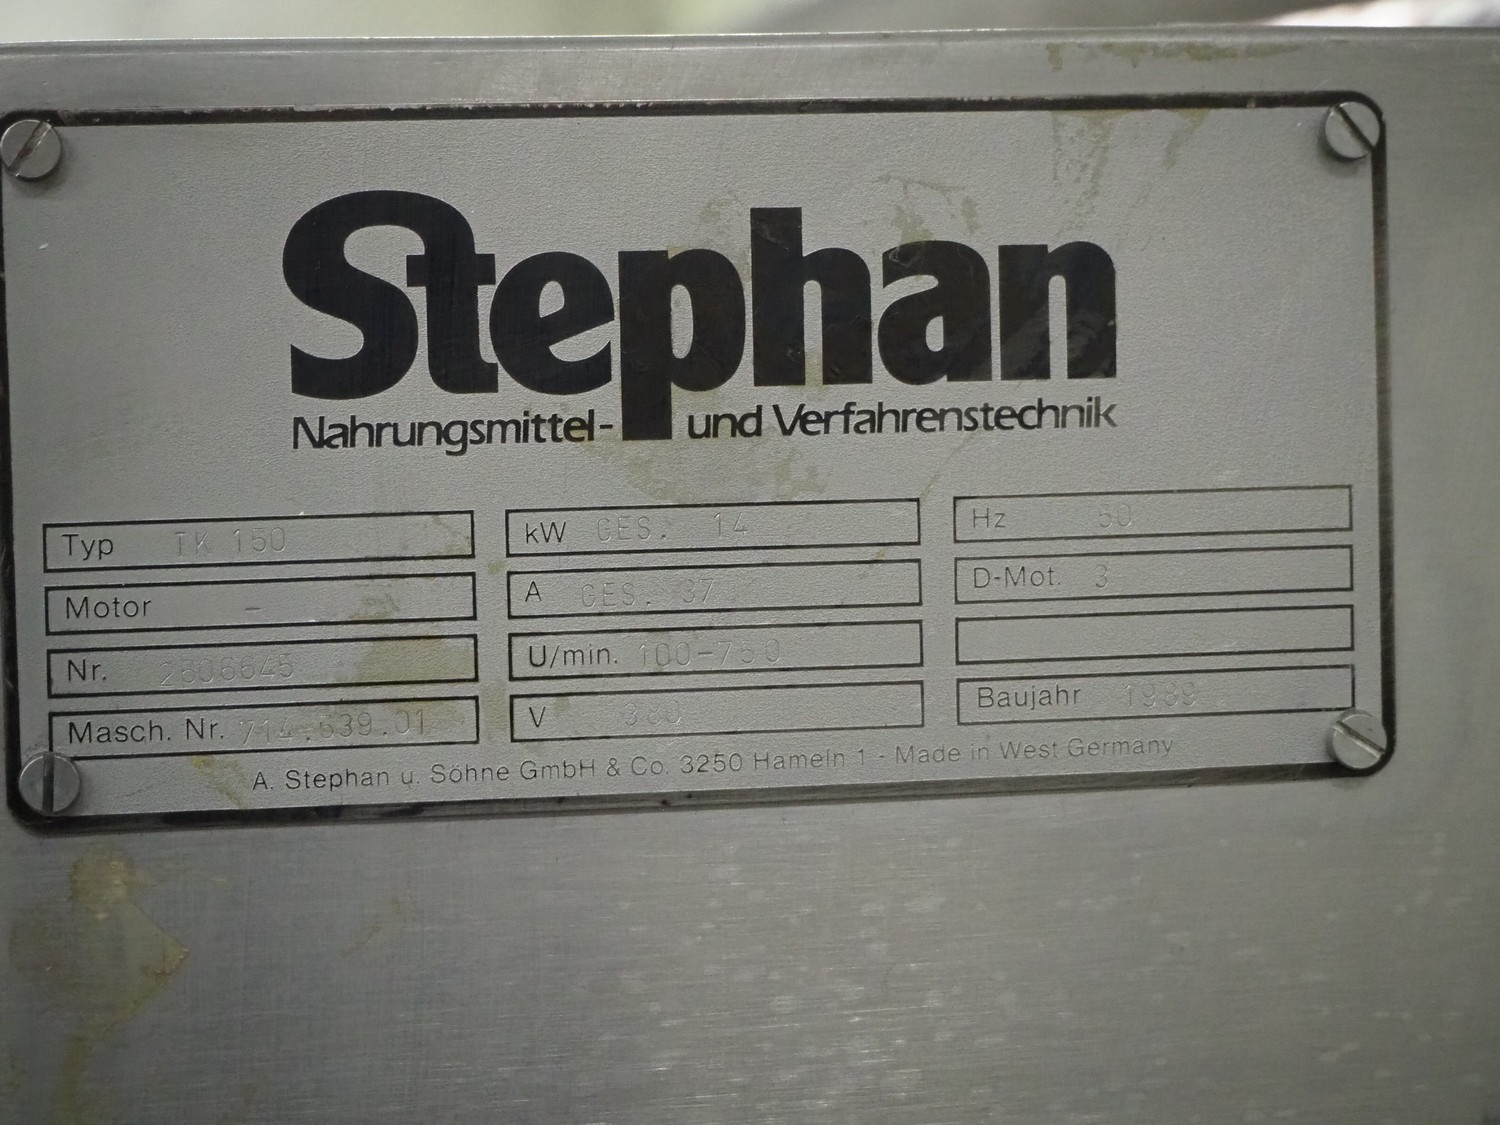 Stephan
Nahrungsmittel- und Verfahrenstechnik
Typ TK 150
kW GES. 14
Hz 50
Motor -
A GES. 37
D-Mot. 3
Nr.
U/min. 100-750
Masch. Nr. 714.639.01
V 380
Baujahr 1989
A. Stephan u. Söhne GmbH & Co. 3250 Hameln 1 - Made in West Germany